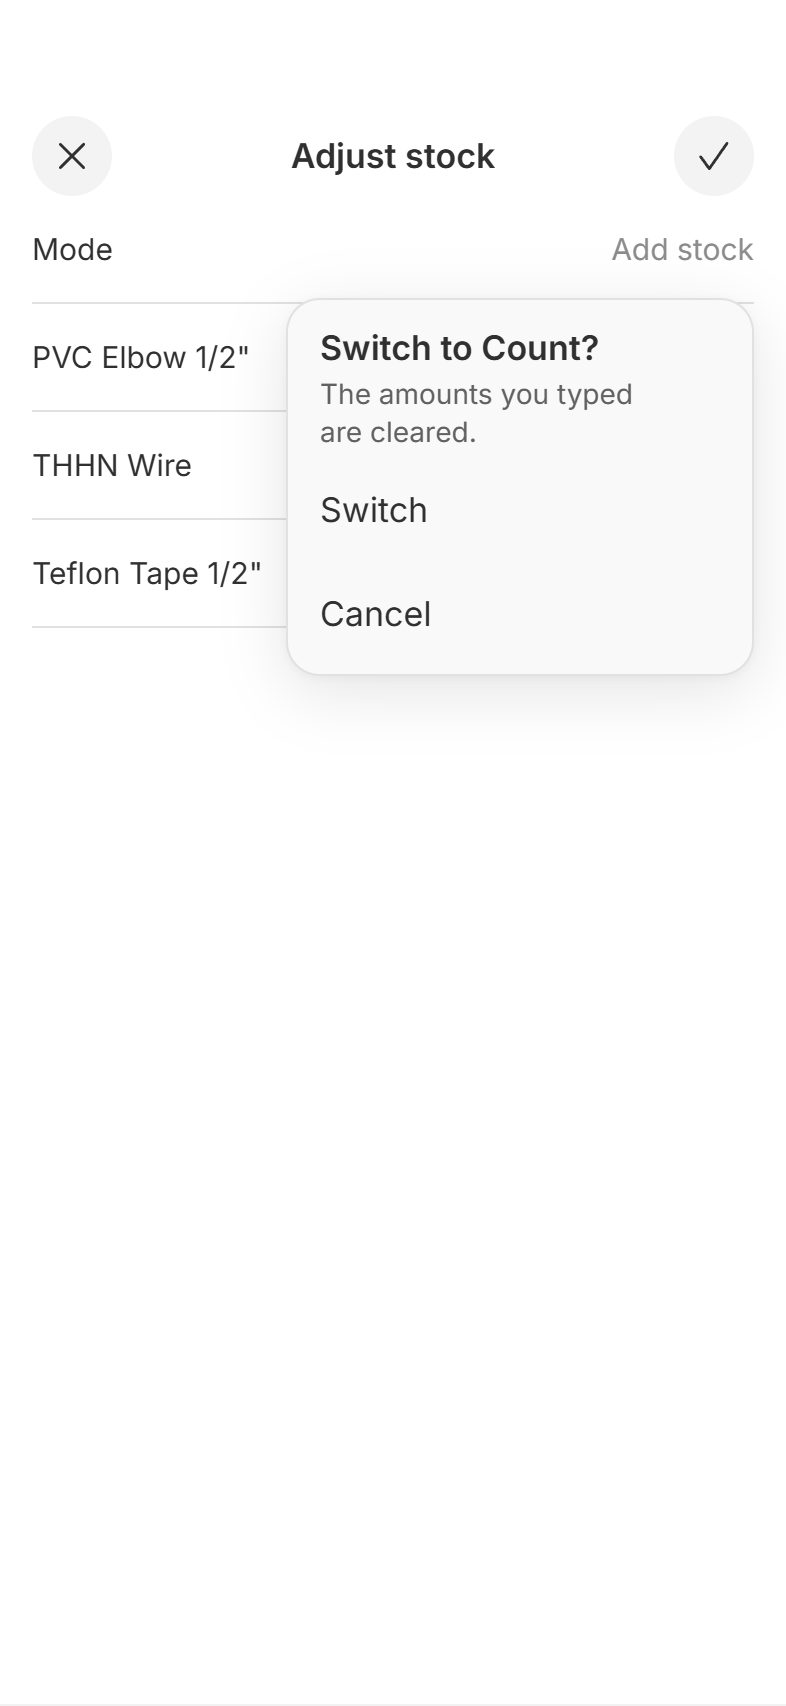 Adjust stock
Mode
Add stock
PVC Elbow 1/2"
THHN Wire
Teflon Tape 1/2"
Switch to Count?
The amounts you typed
are cleared.
Switch
Cancel